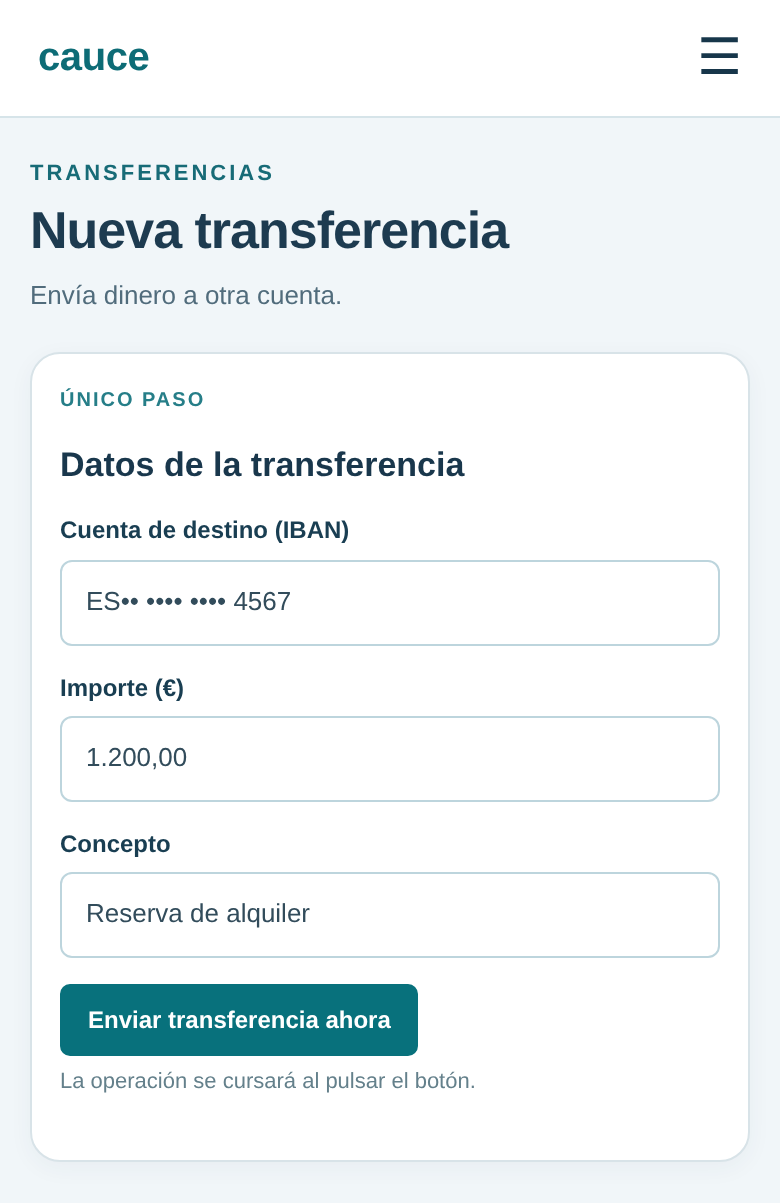 cauce
TRANSFERENCIAS
Nueva transferencia
Envía dinero a otra cuenta.
ÚNICO PASO
Datos de la transferencia
Cuenta de destino (IBAN)
ES•• •••• •••• 4567
Importe (€)
1.200,00
Concepto
Reserva de alquiler
Enviar transferencia ahora
La operación se cursará al pulsar el botón.